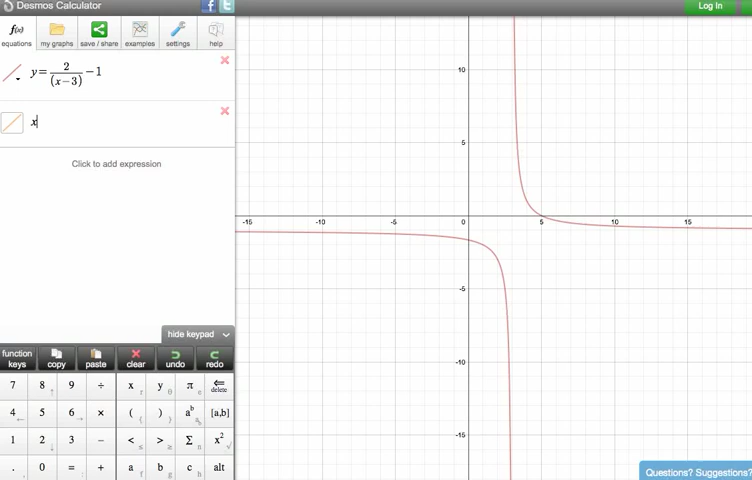 Desmos Calculator
Log In
f(x)
equations
my graphs
save / share
examples
settings
help
y = 2/(x−3) − 1
x
Click to add expression
hide keypad
function keys
copy
paste
clear
undo
redo
7 8 9 ÷ x y π delete
4 5 6 × ( ) a^b [a,b]
1 2 3 − < > Σ x²
. 0 = + a b c alt
10
5
-15 -10 -5 0 5 10 15
-5
-10
-15
Questions? Suggestions?